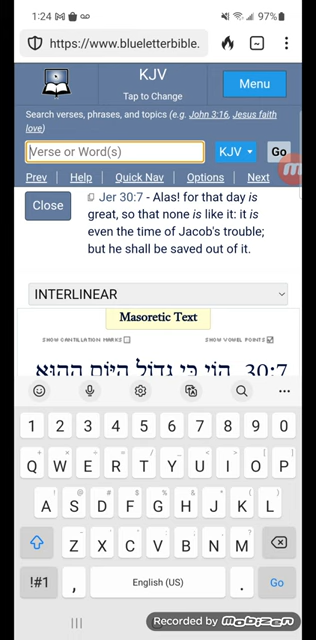 1:24
97%
https://www.blueletterbible.
KJV
Tap to Change
Menu
Search verses, phrases, and topics (e.g. John 3:16, Jesus faith
love)
Verse or Word(s)
KJV
Go
Prev | Help | Quick Nav | Options | Next
Close
Jer 30:7 - Alas! for that day is
great, so that none is like it: it is
even the time of Jacob's trouble;
but he shall be saved out of it.
INTERLINEAR
Masoretic Text
SHOW CANTILLATION MARKS
SHOW VOWEL POINTS
30:7 הוֹי כִּי גָדוֹל הַיּוֹם הַהוּא
1 2 3 4 5 6 7 8 9 0
Q W E R T Y U I O P
A S D F G H J K L
Z X C V B N M
!#1 , English (US) . Go
Recorded by mobizen